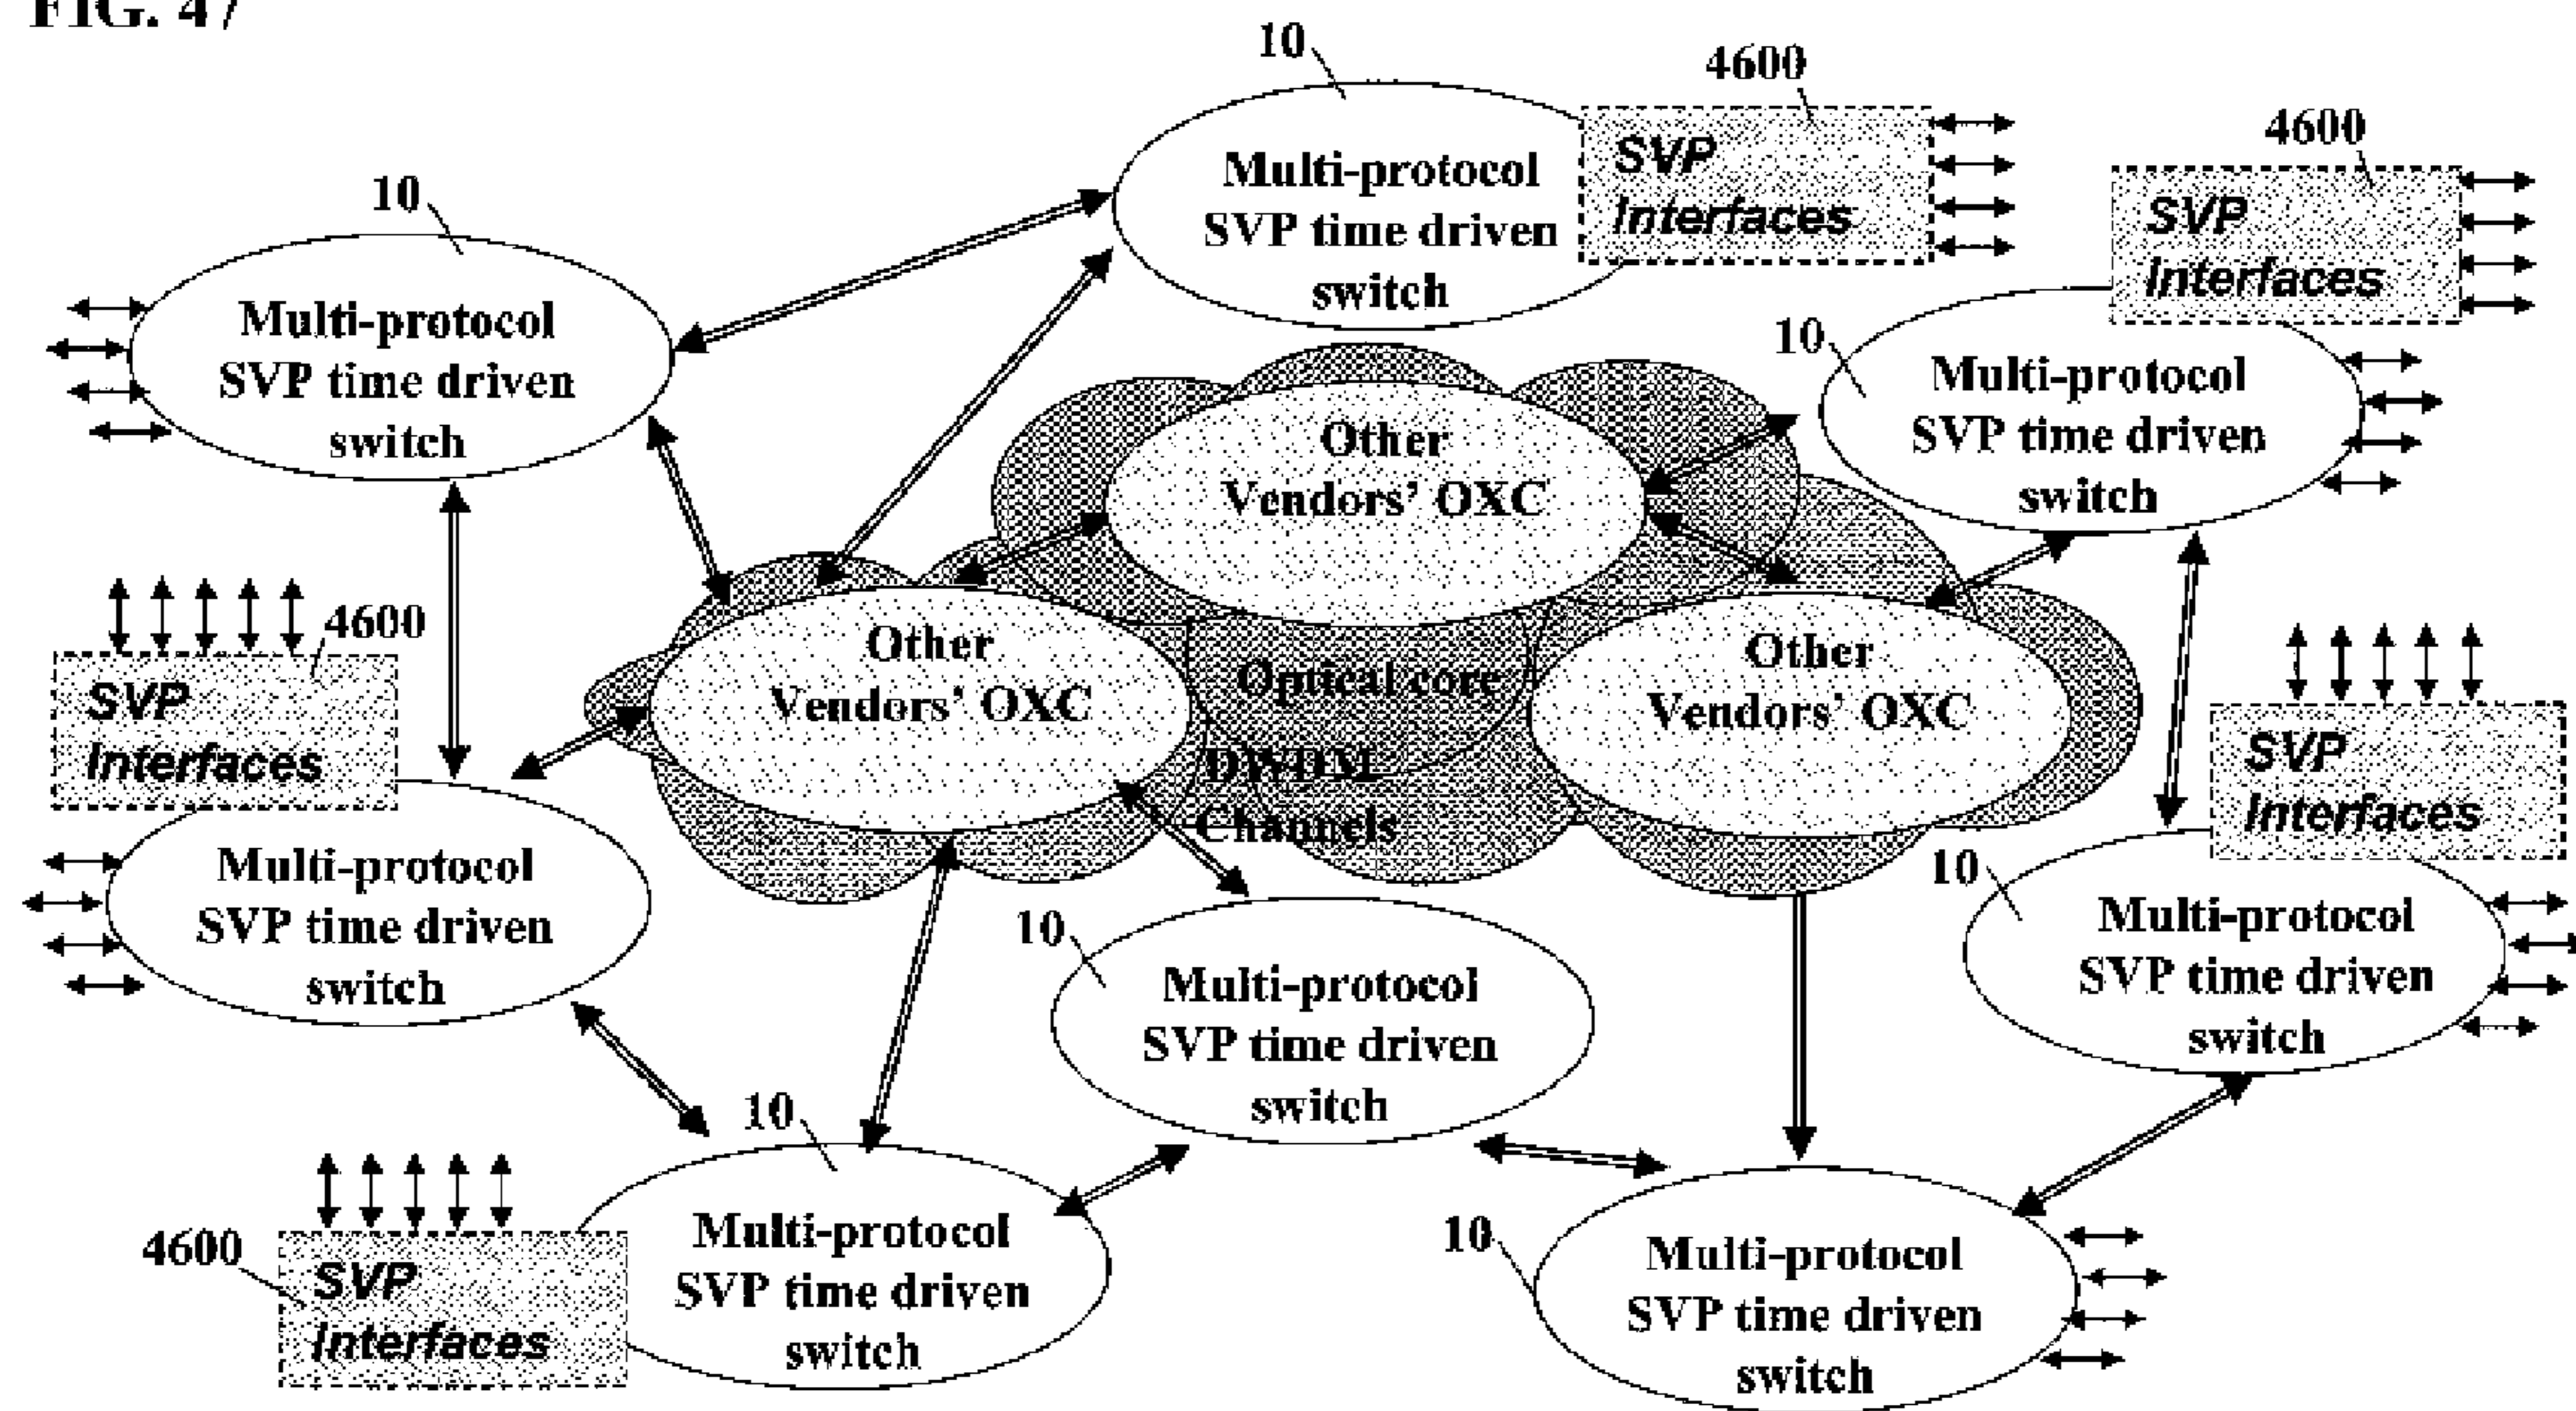 FIG. 47
10
4600
SVP
Interfaces
Multi-protocol
SVP time driven
switch
4600
SVP
Interfaces
10
Multi-protocol
SVP time driven
switch
10
Multi-protocol
SVP time driven
switch
Other
Vendors' OXC
4600
SVP
Interfaces
Other
Vendors' OXC
Optical core
DWDM
Channels
Other
Vendors' OXC
SVP
Interfaces
Multi-protocol
SVP time driven
switch
10
Multi-protocol
SVP time driven
switch
10
Multi-protocol
SVP time driven
switch
10
Multi-protocol
SVP time driven
switch
4600
SVP
Interfaces
10
Multi-protocol
SVP time driven
switch